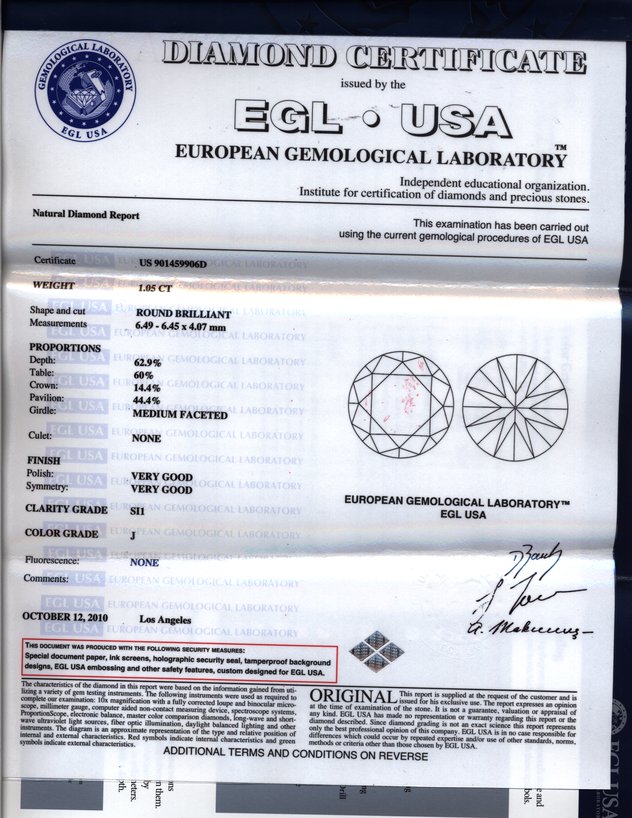 GEMOLOGICAL LABORATORY
EGL USA
DIAMOND CERTIFICATE
issued by the
EGL • USA
EUROPEAN GEMOLOGICAL LABORATORY™
Independent educational organization.
Institute for certification of diamonds and precious stones.
Natural Diamond Report
This examination has been carried out
using the current gemological procedures of EGL USA
Certificate US 901459906D
WEIGHT 1.05 CT
Shape and cut ROUND BRILLIANT
Measurements 6.49 - 6.45 x 4.07 mm
PROPORTIONS
Depth: 62.9%
Table: 60%
Crown: 14.4%
Pavilion: 44.4%
Girdle: MEDIUM FACETED
Culet: NONE
FINISH
Polish: VERY GOOD
Symmetry: VERY GOOD
CLARITY GRADE SI1
COLOR GRADE J
Fluorescence: NONE
Comments:
EUROPEAN GEMOLOGICAL LABORATORY™
EGL USA
OCTOBER 12, 2010 Los Angeles
THIS DOCUMENT WAS PRODUCED WITH THE FOLLOWING SECURITY MEASURES:
Special document paper, ink screens, holographic security seal, tamperproof background
designs, EGL USA embossing and other safety features, custom designed for EGL USA.
The characteristics of the diamond in this report were based on the information gained from uti-
lizing a variety of gem testing instruments. The following instruments were used as required to
complete our examination: 10x magnification with a fully corrected loupe and binocular micro-
scope, millimeter gauge, computer aided non-contact measuring device, spectroscope systems.
ProportionScope, electronic balance, master color comparison diamonds, long-wave and short-
wave ultraviolet light sources, fiber optic illumination, daylight balanced lighting and other
instruments. The diagram is an approximate representation of the type and relative position of
internal and external characteristics. Red symbols indicate internal characteristics and green
symbols indicate external characteristics.
ORIGINAL This report is supplied at the request of the customer and is
issued for his exclusive use. The report expresses an opinion
at the time of examination of the stone. It is not a guarantee, valuation or appraisal of
any kind. EGL USA has made no representation or warranty regarding this report or the
diamond described. Since diamond grading is not an exact science this report represents
only the best professional opinion of this company. EGL USA is in no case responsible for
differences which could occur by repeated expertise and/or use of other standards, norms,
methods or criteria other than those chosen by EGL USA.
ADDITIONAL TERMS AND CONDITIONS ON REVERSE